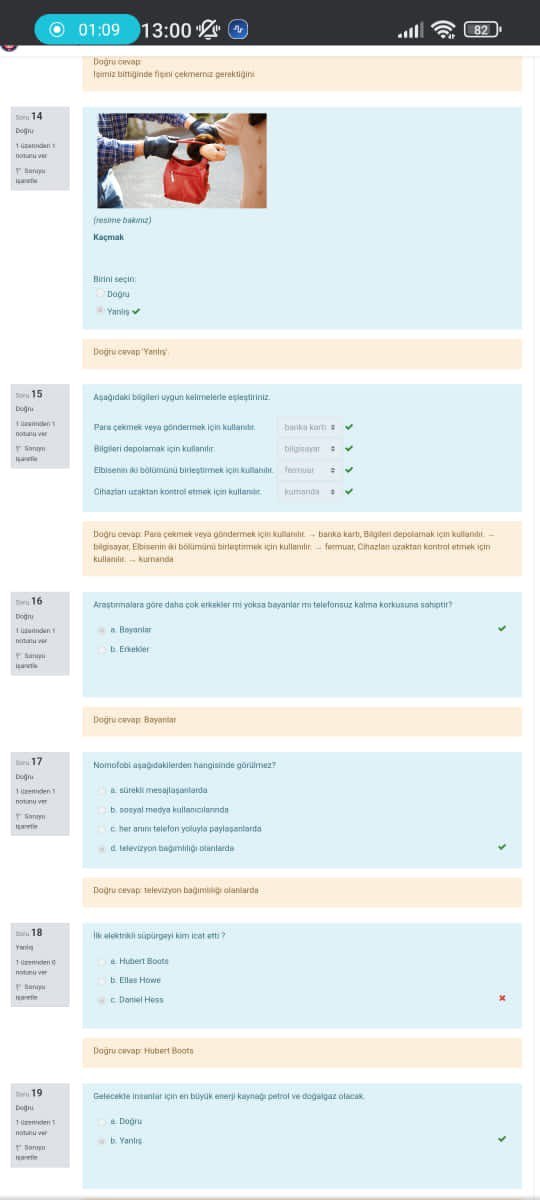 01:09 13:00 82
Doğru cevap:
İşimiz bittiğinde fişini çekmemiz gerektiğini
Soru 14
Doğru
1 üzerinden 1
notunu ver
Soruyu
işaretle
(resime bakınız)
Kaçmak
Birini seçin:
Doğru
Yanlış
Doğru cevap 'Yanlış'.
Soru 15
Doğru
1 üzerinden 1
notunu ver
Soruyu
işaretle
Aşağıdaki bilgileri uygun kelimelerle eşleştiriniz.
Para çekmek veya göndermek için kullanılır. banka kartı
Bilgileri depolamak için kullanılır. bilgisayar
Elbisenin iki bölümünü birleştirmek için kullanılır. fermuar
Cihazları uzaktan kontrol etmek için kullanılır. kumanda
Doğru cevap: Para çekmek veya göndermek için kullanılır. → banka kartı, Bilgileri depolamak için kullanılır. →
bilgisayar, Elbisenin iki bölümünü birleştirmek için kullanılır. → fermuar, Cihazları uzaktan kontrol etmek için
kullanılır. → kumanda
Soru 16
Doğru
1 üzerinden 1
notunu ver
Soruyu
işaretle
Araştırmalara göre daha çok erkekler mi yoksa bayanlar mı telefonsuz kalma korkusuna sahiptir?
a. Bayanlar
b. Erkekler
Doğru cevap: Bayanlar
Soru 17
Doğru
1 üzerinden 1
notunu ver
Soruyu
işaretle
Nomofobi aşağıdakilerden hangisinde görülmez?
a. sürekli mesajlaşanlarda
b. sosyal medya kullanıcılarında
c. her anını telefon yoluyla paylaşanlarda
d. televizyon bağımlılığı olanlarda
Doğru cevap: televizyon bağımlılığı olanlarda
Soru 18
Yanlış
1 üzerinden 0
notunu ver
Soruyu
işaretle
İlk elektrikli süpürgeyi kim icat etti ?
a. Hubert Boots
b. Elias Howe
c. Daniel Hess
Doğru cevap: Hubert Boots
Soru 19
Doğru
1 üzerinden 1
notunu ver
Soruyu
işaretle
Gelecekte insanlar için en büyük enerji kaynağı petrol ve doğalgaz olacak.
a. Doğru
b. Yanlış